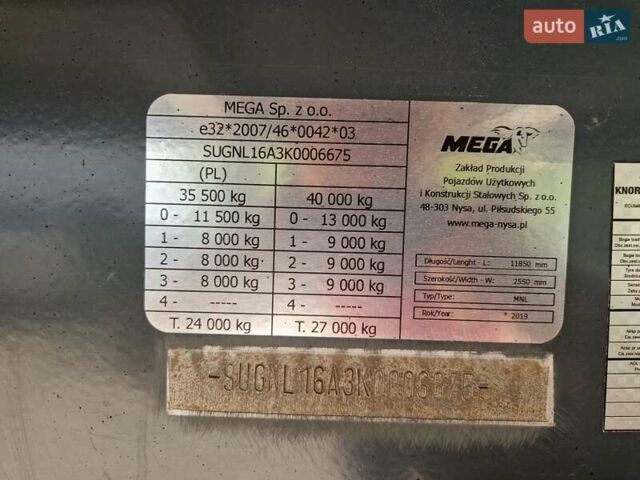 auto RIA
.com
MEGA Sp. z o.o.
e32*2007/46*0042*03
SUGNL16A3K0006675
(PL)
35 500 kg 40 000 kg
0 - 11 500 kg 0 - 13 000 kg
1 - 8 000 kg 1 - 9 000 kg
2 - 8 000 kg 2 - 9 000 kg
3 - 8 000 kg 3 - 9 000 kg
4 - ----- 4 - -----
T. 24 000 kg T. 27 000 kg
MEGA
Zakład Produkcji
Pojazdów Użytkowych
i Konstrukcji Stalowych Sp. z o.o.
48-303 Nysa, ul. Piłsudskiego 55
www.mega-nysa.pl
Długość/Lenght - L: 11850 mm
Szerokość/Width - W: 2550 mm
Typ/Type: MNL
Rok/Year: * 2019
-SUGNL16A3K0006675-
KNOR